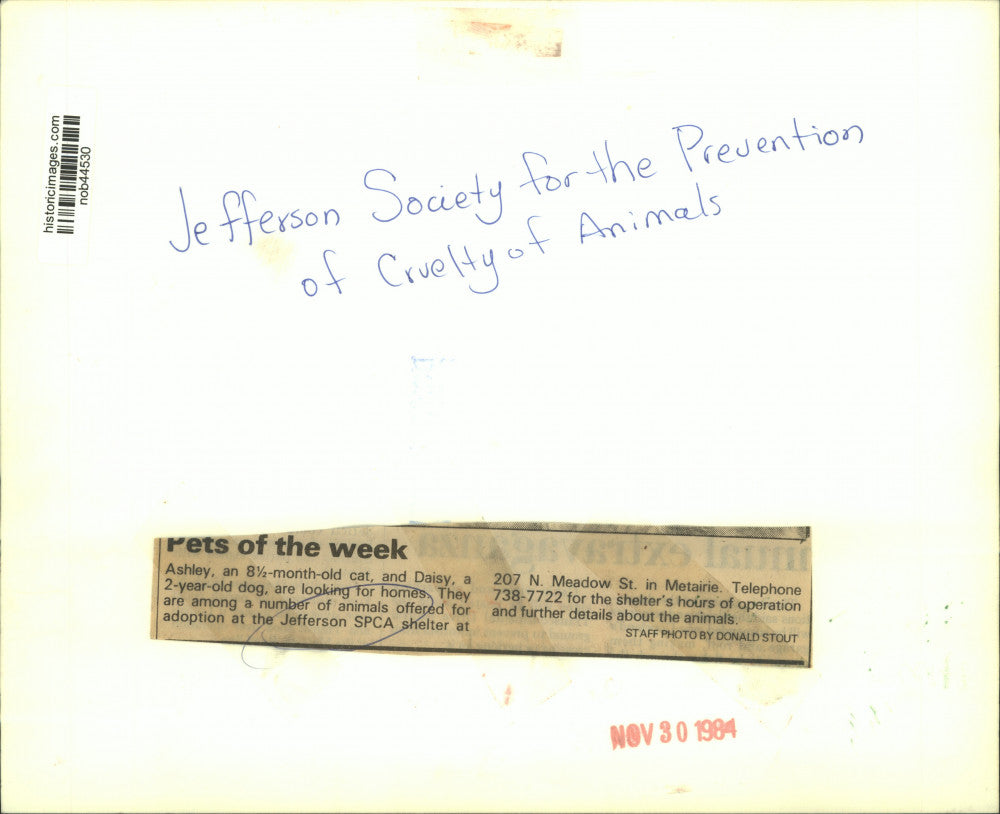 historicimages.com
nob44530
Jefferson Society for the Prevention
of Cruelty of Animals
Pets of the week
Ashley, an 8½-month-old cat, and Daisy, a
2-year-old dog, are looking for homes. They
are among a number of animals offered for
adoption at the Jefferson SPCA shelter at
207 N. Meadow St. in Metairie. Telephone
738-7722 for the shelter's hours of operation
and further details about the animals.
STAFF PHOTO BY DONALD STOUT
NOV 30 1984